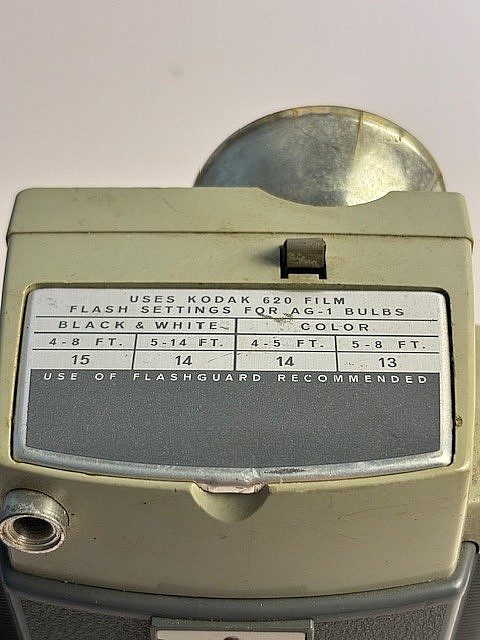 USES KODAK 620 FILM
FLASH SETTINGS FOR AG-1 BULBS
BLACK & WHITE COLOR
4-8 FT. 5-14 FT. 4-5 FT. 5-8 FT.
15 14 14 13
USE OF FLASHGUARD RECOMMENDED